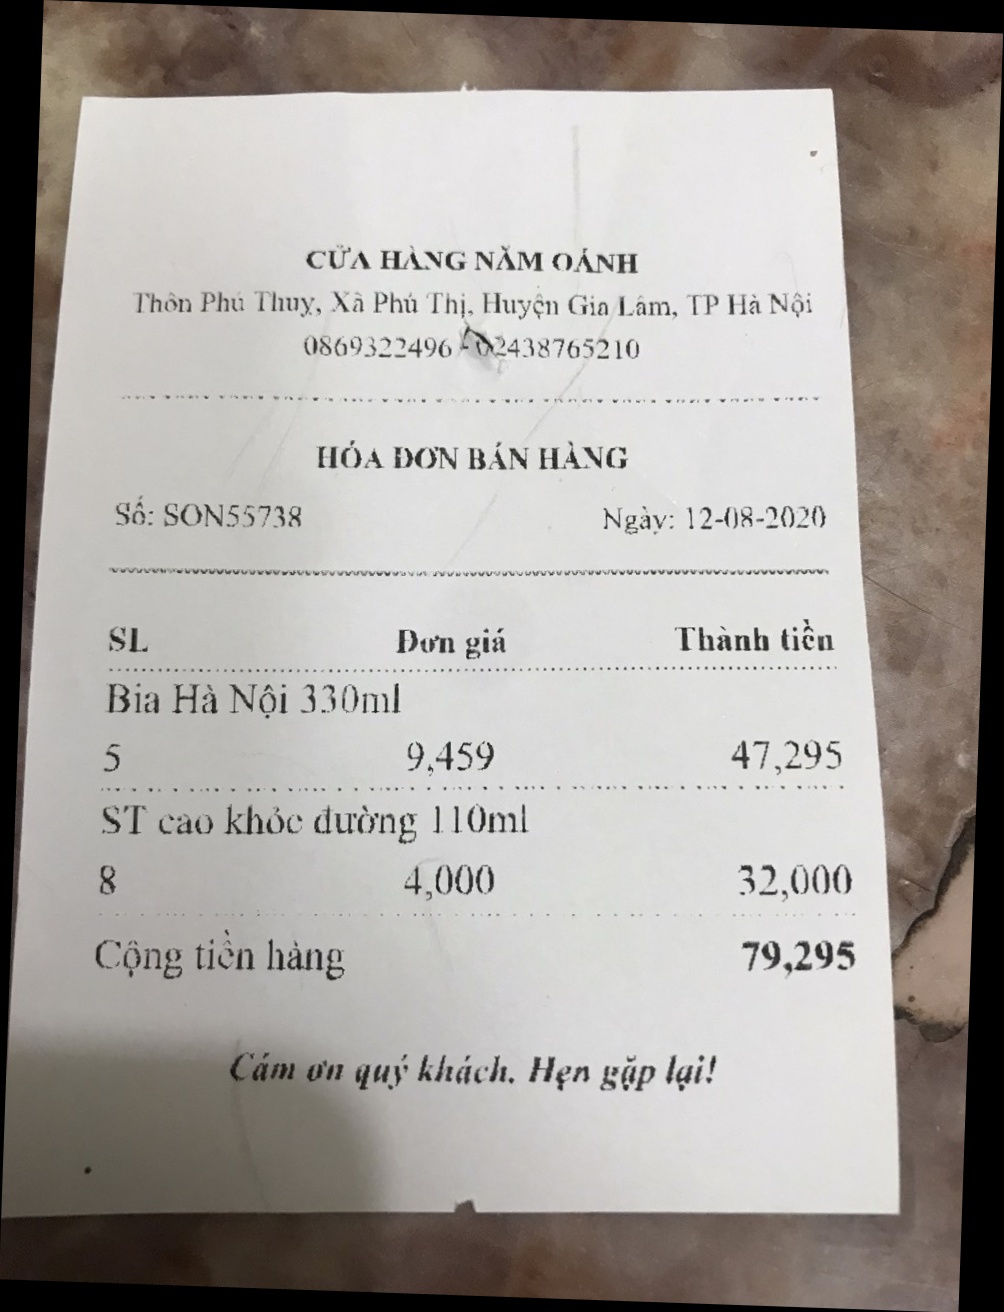 CỬA HÀNG NĂM OÁNH
Thôn Phú Thuy, Xã Phú Thị, Huyện Gia Lâm, TP Hà Nội
0869322496 - 02438765210
HÓA ĐƠN BÁN HÀNG
Số: SON55738 Ngày: 12-08-2020
SL Đơn giá Thành tiền
Bia Hà Nội 330ml
5 9,459 47,295
ST cao khỏc đường 110ml
8 4,000 32,000
Cộng tiền hàng 79,295
Cám ơn quý khách. Hẹn gặp lại!